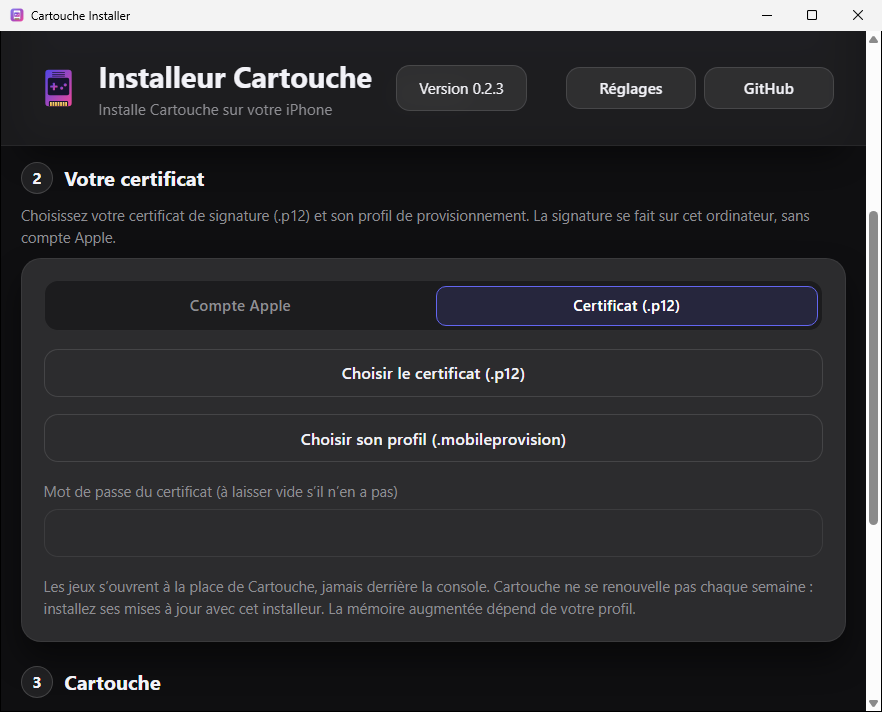 Cartouche Installer
Installeur Cartouche
Installe Cartouche sur votre iPhone
Version 0.2.3
Réglages
GitHub
2
Votre certificat
Choisissez votre certificat de signature (.p12) et son profil de provisionnement. La signature se fait sur cet ordinateur, sans
compte Apple.
Compte Apple
Certificat (.p12)
Choisir le certificat (.p12)
Choisir son profil (.mobileprovision)
Mot de passe du certificat (à laisser vide s’il n’en a pas)
Les jeux s’ouvrent à la place de Cartouche, jamais derrière la console. Cartouche ne se renouvelle pas chaque semaine :
installez ses mises à jour avec cet installeur. La mémoire augmentée dépend de votre profil.
3
Cartouche